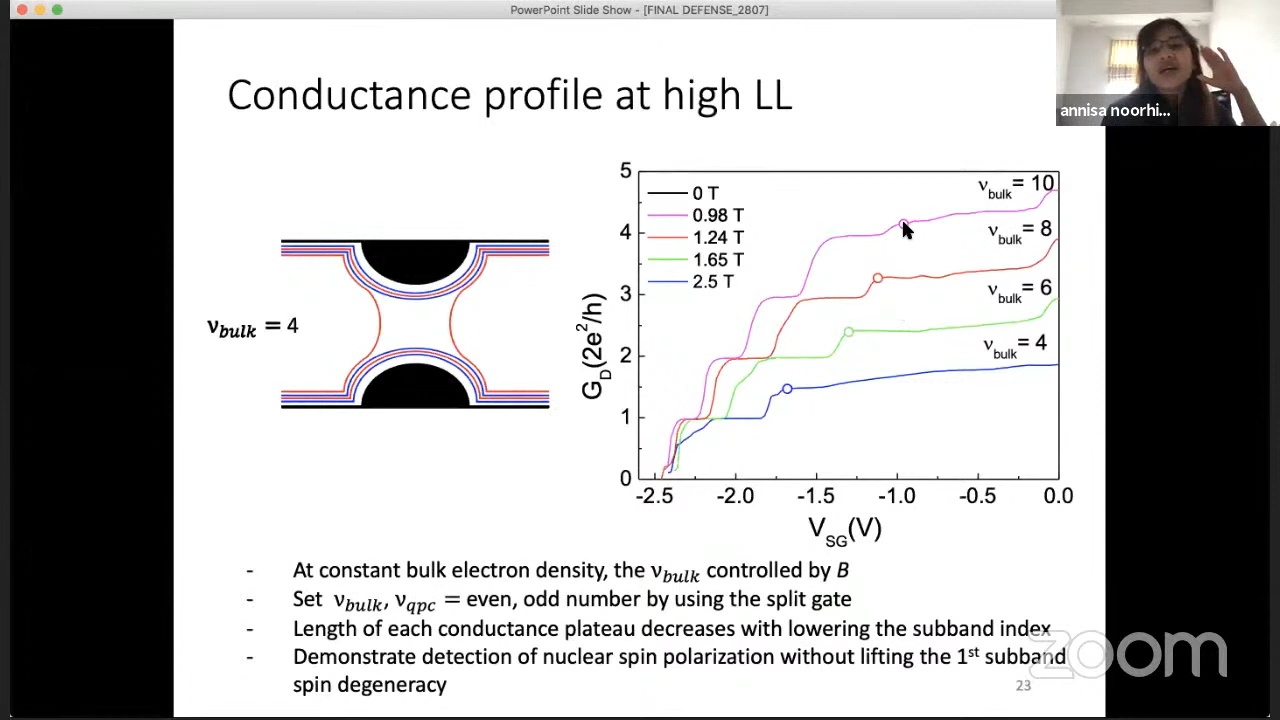 PowerPoint Slide Show - [FINAL DEFENSE_2807]
annisa noorhi...
Conductance profile at high LL
ν_bulk = 4
G_D(2e²/h)
5
4
3
2
1
0
0 T
0.98 T
1.24 T
1.65 T
2.5 T
ν_bulk = 10
ν_bulk = 8
ν_bulk = 6
ν_bulk = 4
-2.5 -2.0 -1.5 -1.0 -0.5 0.0
V_SG(V)
- At constant bulk electron density, the ν_bulk controlled by B
- Set ν_bulk, ν_qpc = even, odd number by using the split gate
- Length of each conductance plateau decreases with lowering the subband index
- Demonstrate detection of nuclear spin polarization without lifting the 1st subband
spin degeneracy
23
zoom